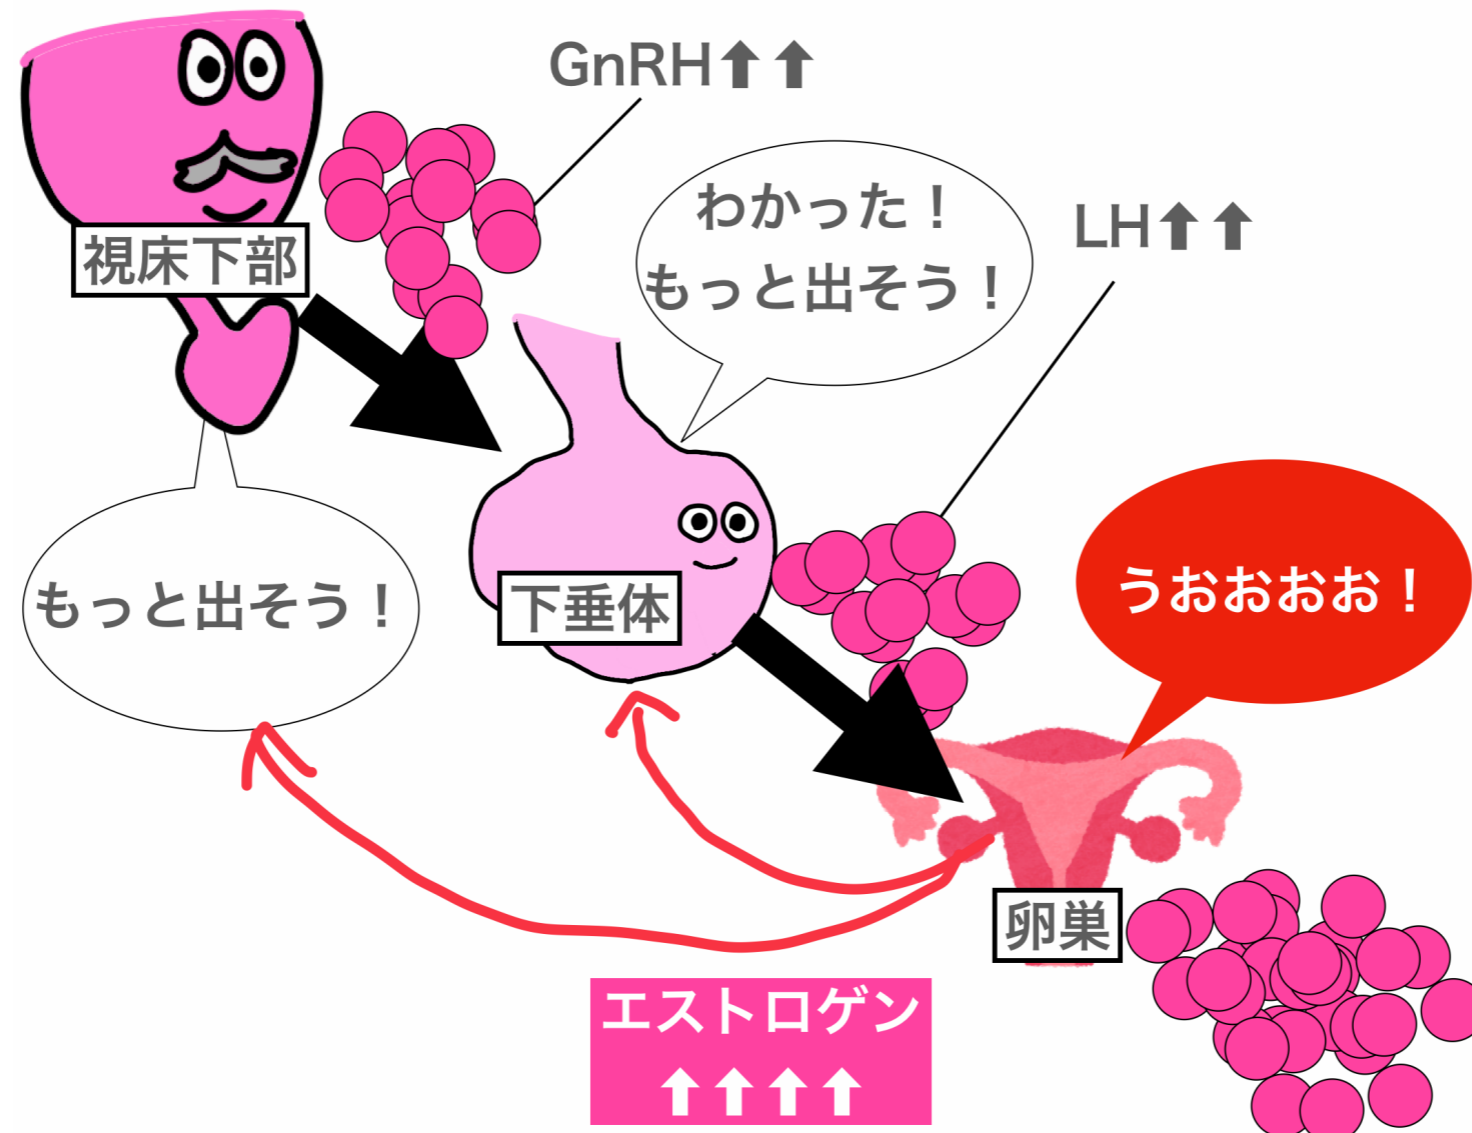 GnRH⬆⬆
わかった！
もっと出そう！
LH⬆⬆
視床下部
もっと出そう！
下垂体
うおおおお！
卵巣
エストロゲン
⬆⬆⬆⬆